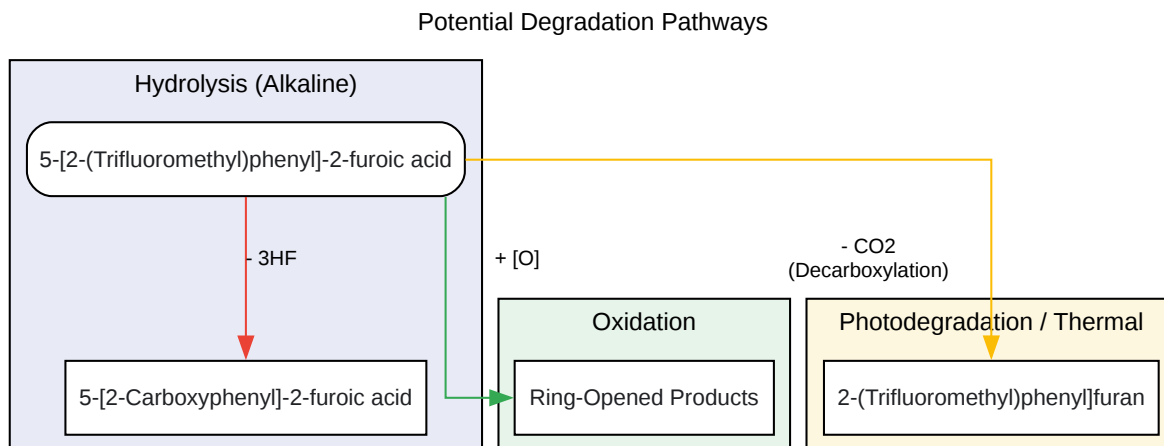 Potential Degradation Pathways
Hydrolysis (Alkaline)
5-[2-(Trifluoromethyl)phenyl]-2-furoic acid
- 3HF
+ [O]
- CO2
(Decarboxylation)
Oxidation
Photodegradation / Thermal
5-[2-Carboxyphenyl]-2-furoic acid
Ring-Opened Products
2-(Trifluoromethyl)phenyl]furan